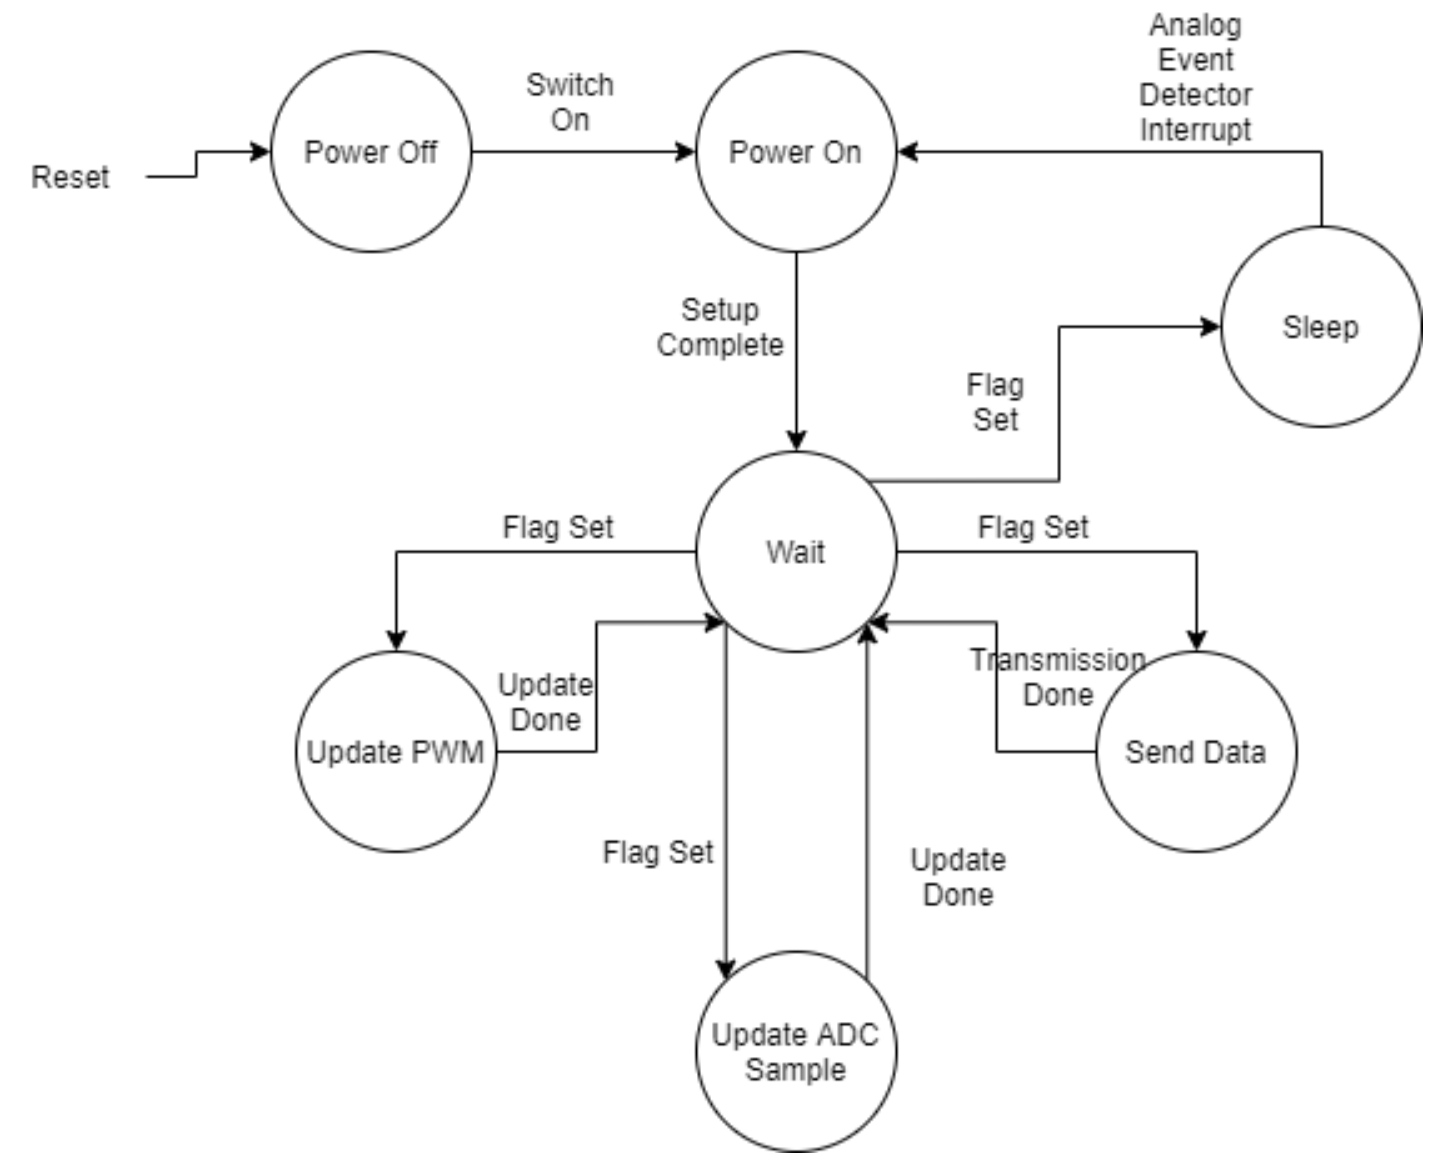 Analog
Event
Detector
Interrupt
Switch
On
Reset
Power Off
Power On
Setup
Complete
Sleep
Flag
Set
Flag Set
Wait
Flag Set
Update
Done
Transmission
Done
Update PWM
Send Data
Flag Set
Update
Done
Update ADC
Sample